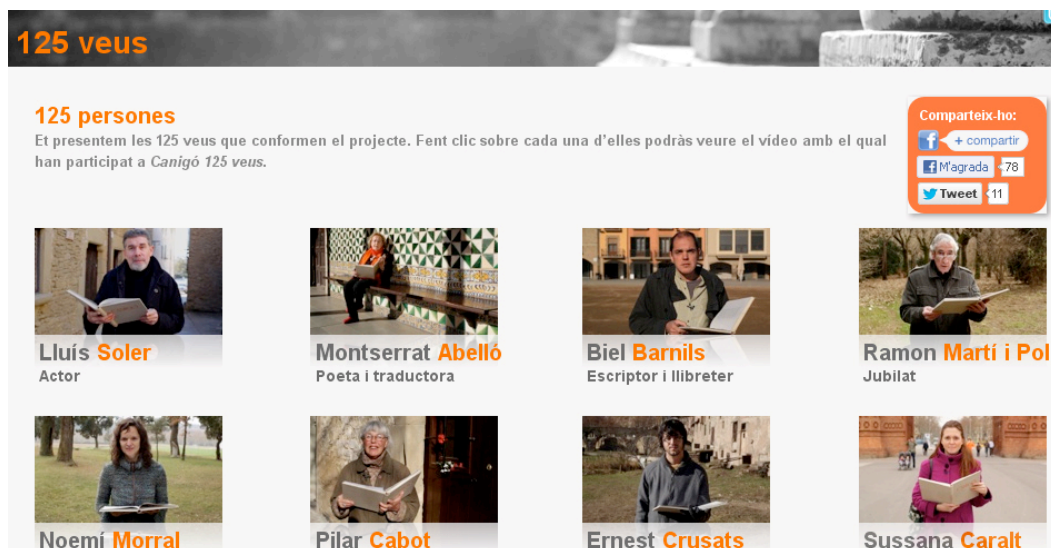 125 veus
125 persones
Et presentem les 125 veus que conformen el projecte. Fent clic sobre cada una d'elles podràs veure el vídeo amb el qual
han participat a Canigó 125 veus.
Comparteix-ho:
+ compartir
M'agrada 78
Tweet 11
Lluís Soler
Actor
Montserrat Abelló
Poeta i traductora
Biel Barnils
Escriptor i llibreter
Ramon Martí i Pol
Jubilat
Noemí Morral
Pilar Cabot
Ernest Crusats
Sussana Caralt